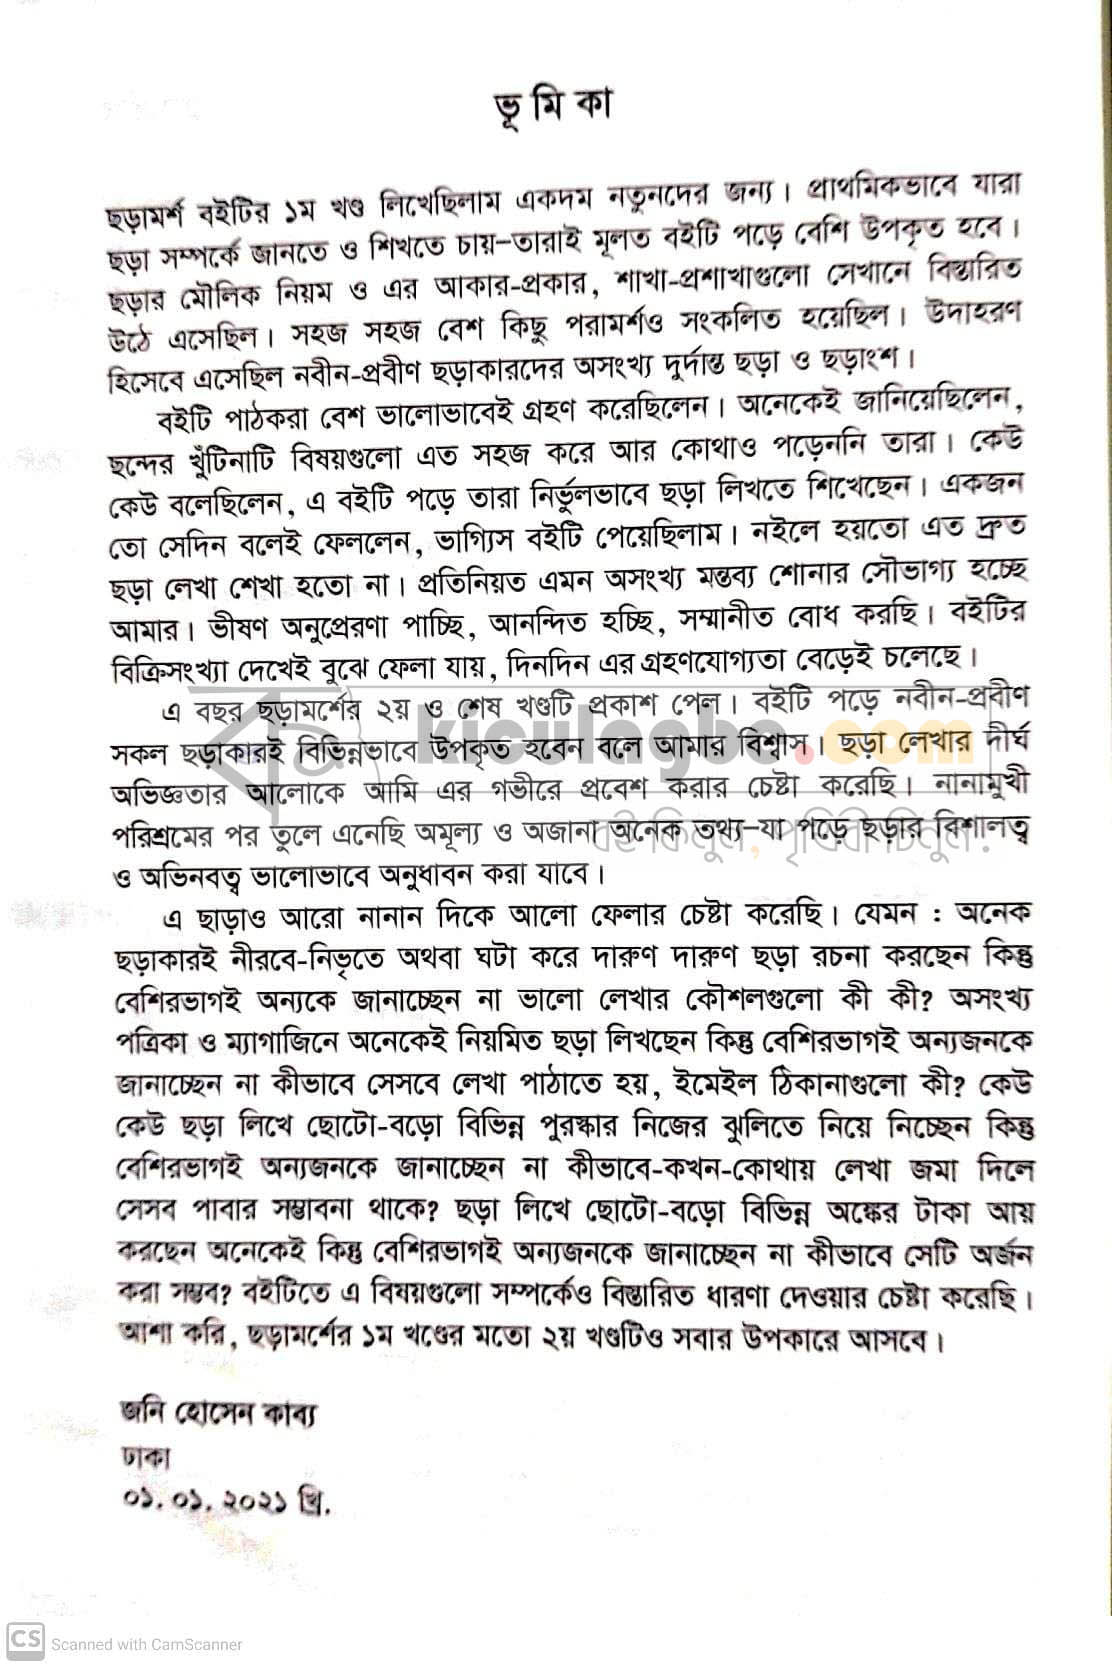 ভূ মি কা
ছড়ামর্শ বইটির ১ম খণ্ড লিখেছিলাম একদম নতুনদের জন্য। প্রাথমিকভাবে যারা
ছড়া সম্পর্কে জানতে ও শিখতে চায়–তারাই মূলত বইটি পড়ে বেশি উপকৃত হবে।
ছড়ার মৌলিক নিয়ম ও এর আকার-প্রকার, শাখা-প্রশাখাগুলো সেখানে বিস্তারিত
উঠে এসেছিল। সহজ সহজ বেশ কিছু পরামর্শও সংকলিত হয়েছিল। উদাহরণ
হিসেবে এসেছিল নবীন-প্রবীণ ছড়াকারদের অসংখ্য দুর্দান্ত ছড়া ও ছড়াংশ।
বইটি পাঠকরা বেশ ভালোভাবেই গ্রহণ করেছিলেন। অনেকেই জানিয়েছিলেন,
ছন্দের খুঁটিনাটি বিষয়গুলো এত সহজ করে আর কোথাও পড়েননি তারা। কেউ
কেউ বলেছিলেন, এ বইটি পড়ে তারা নির্ভুলভাবে ছড়া লিখতে শিখেছেন। একজন
তো সেদিন বলেই ফেললেন, ভাগ্যিস বইটি পেয়েছিলাম। নইলে হয়তো এত দ্রুত
ছড়া লেখা শেখা হতো না। প্রতিনিয়ত এমন অসংখ্য মন্তব্য শোনার সৌভাগ্য হচ্ছে
আমার। ভীষণ অনুপ্রেরণা পাচ্ছি, আনন্দিত হচ্ছি, সম্মানীত বোধ করছি। বইটির
বিক্রিসংখ্যা দেখেই বুঝে ফেলা যায়, দিনদিন এর গ্রহণযোগ্যতা বেড়েই চলেছে।
এ বছর ছড়ামর্শের ২য় ও শেষ খণ্ডটি প্রকাশ পেল। বইটি পড়ে নবীন-প্রবীণ
সকল ছড়াকারই বিভিন্নভাবে উপকৃত হবেন বলে আমার বিশ্বাস। ছড়া লেখার দীর্ঘ
kiculagbe.com
অভিজ্ঞতার আলোকে আমি এর গভীরে প্রবেশ করার চেষ্টা করেছি। নানামুখী
পরিশ্রমের পর তুলে এনেছি অমূল্য ও অজানা অনেক তথ্য–যা পড়ে ছড়ার বিশালত্ব
বই কিনুন, পৃথিবী চিনুন.
ও অভিনবত্ব ভালোভাবে অনুধাবন করা যাবে।
এ ছাড়াও আরো নানান দিকে আলো ফেলার চেষ্টা করেছি। যেমন : অনেক
ছড়াকারই নীরবে-নিভৃতে অথবা ঘটা করে দারুণ দারুণ ছড়া রচনা করছেন কিন্তু
বেশিরভাগই অন্যকে জানাচ্ছেন না ভালো লেখার কৌশলগুলো কী কী? অসংখ্য
পত্রিকা ও ম্যাগাজিনে অনেকেই নিয়মিত ছড়া লিখছেন কিন্তু বেশিরভাগই অন্যজনকে
জানাচ্ছেন না কীভাবে সেসবে লেখা পাঠাতে হয়, ইমেইল ঠিকানাগুলো কী? কেউ
কেউ ছড়া লিখে ছোটো-বড়ো বিভিন্ন পুরস্কার নিজের ঝুলিতে নিয়ে নিচ্ছেন কিন্তু
বেশিরভাগই অন্যজনকে জানাচ্ছেন না কীভাবে-কখন-কোথায় লেখা জমা দিলে
সেসব পাবার সম্ভাবনা থাকে? ছড়া লিখে ছোটো-বড়ো বিভিন্ন অঙ্কের টাকা আয়
করছেন অনেকেই কিন্তু বেশিরভাগই অন্যজনকে জানাচ্ছেন না কীভাবে সেটি অর্জন
করা সম্ভব? বইটিতে এ বিষয়গুলো সম্পর্কেও বিস্তারিত ধারণা দেওয়ার চেষ্টা করেছি।
আশা করি, ছড়ামর্শের ১ম খণ্ডের মতো ২য় খণ্ডটিও সবার উপকারে আসবে।
জনি হোসেন কাব্য
ঢাকা
০১. ০১. ২০২১ খ্রি.
CS Scanned with CamScanner